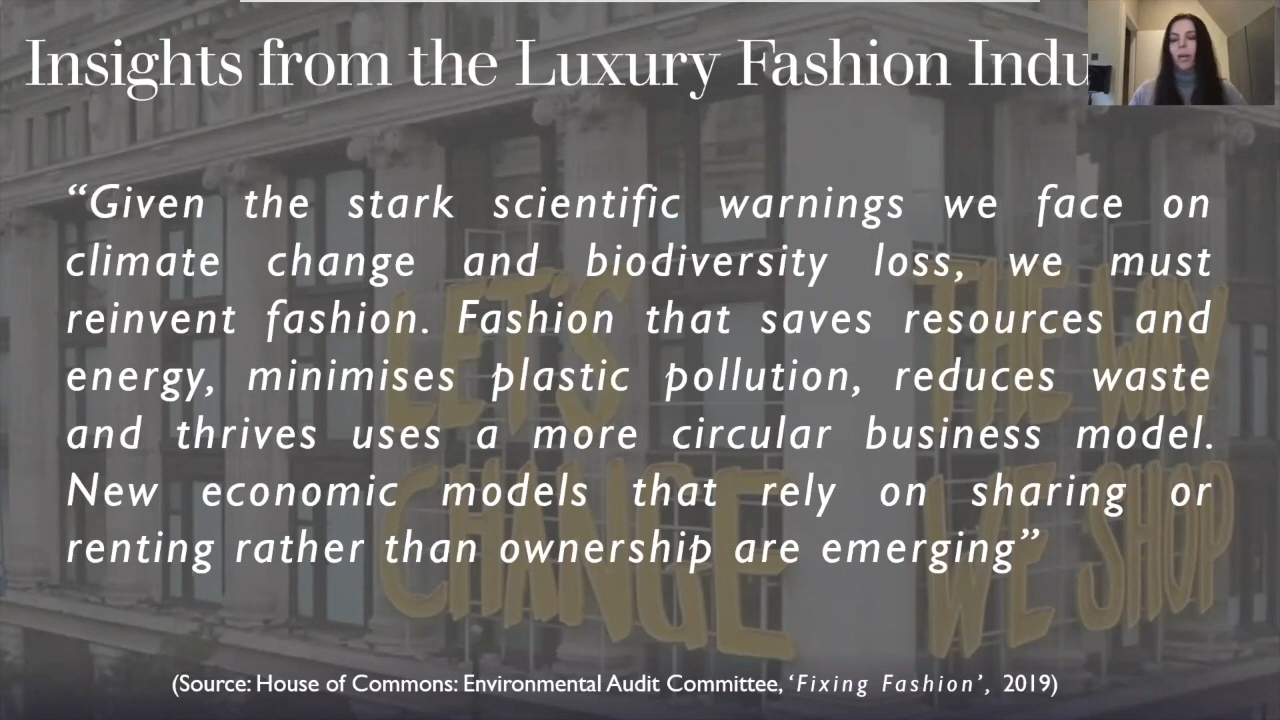 Insights from the Luxury Fashion Indu
“Given the stark scientific warnings we face on
climate change and biodiversity loss, we must
reinvent fashion. Fashion that saves resources and
energy, minimises plastic pollution, reduces waste
and thrives uses a more circular business model.
New economic models that rely on sharing or
renting rather than ownership are emerging”
LET'S
CHANGE
THE WAY
WE SHOP
(Source: House of Commons: Environmental Audit Committee, ‘Fixing Fashion’, 2019)